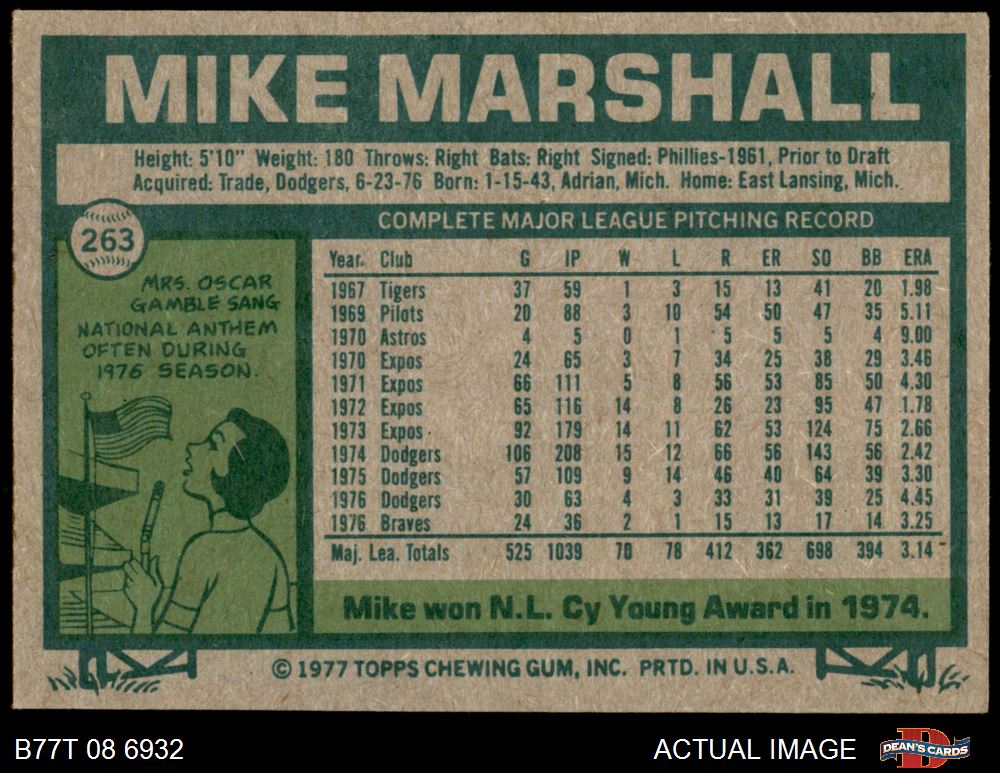 MIKE MARSHALL
Height: 5'10" Weight: 180 Throws: Right Bats: Right Signed: Phillies-1961, Prior to Draft
Acquired: Trade, Dodgers, 6-23-76 Born: 1-15-43, Adrian, Mich. Home: East Lansing, Mich.
263
MRS. OSCAR
GAMBLE SANG
NATIONAL ANTHEM
OFTEN DURING
1976 SEASON.
COMPLETE MAJOR LEAGUE PITCHING RECORD
Year Club G IP W L R ER SO BB ERA
1967 Tigers 37 59 1 3 15 13 41 20 1.98
1969 Pilots 20 88 3 10 54 50 47 35 5.11
1970 Astros 4 5 0 1 5 5 5 4 9.00
1970 Expos 24 65 3 7 34 25 38 29 3.46
1971 Expos 66 111 5 8 56 53 85 50 4.30
1972 Expos 65 116 14 8 26 23 95 47 1.78
1973 Expos 92 179 14 11 62 53 124 75 2.66
1974 Dodgers 106 208 15 12 66 56 143 56 2.42
1975 Dodgers 57 109 9 14 46 40 64 39 3.30
1976 Dodgers 30 63 4 3 33 31 39 25 4.45
1976 Braves 24 36 2 1 15 13 17 14 3.25
Maj. Lea. Totals 525 1039 70 78 412 362 698 394 3.14
Mike won N.L. Cy Young Award in 1974.
© 1977 TOPPS CHEWING GUM, INC. PRTD. IN U.S.A.
B77T 08 6932
ACTUAL IMAGE
DEAN'S CARDS